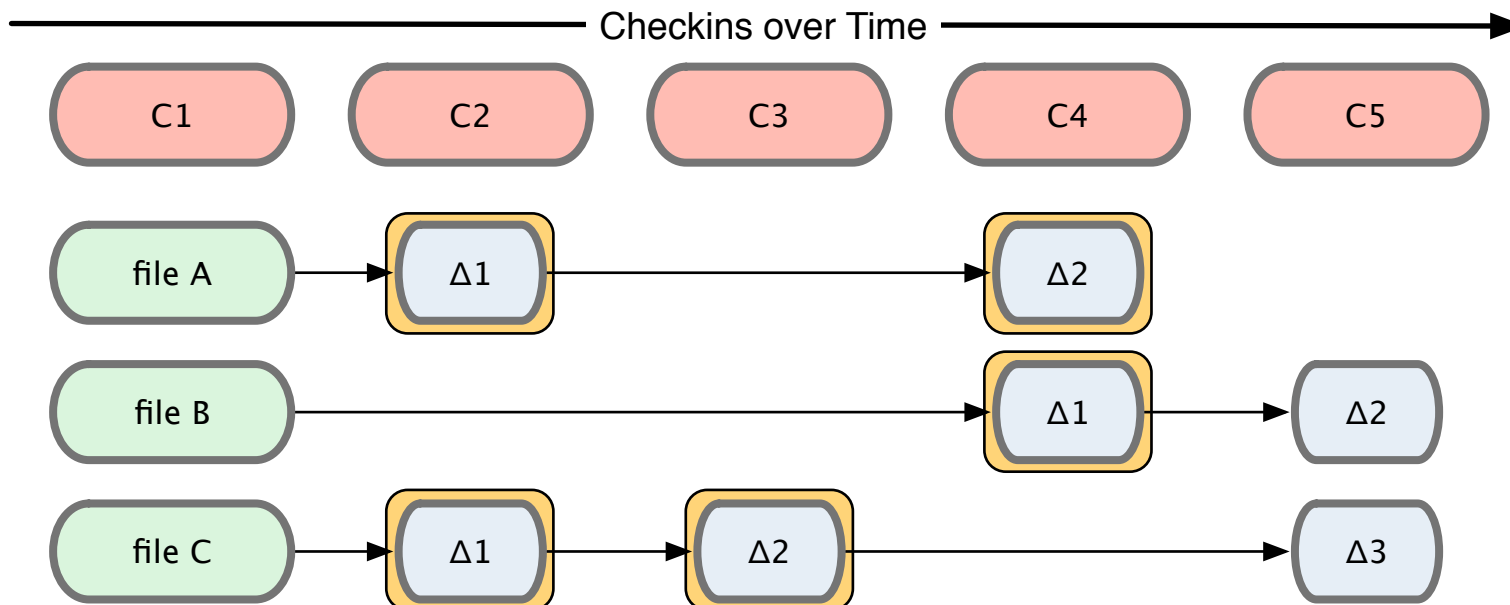 Checkins over Time
C1 C2 C3 C4 C5
file A Δ1 Δ2
file B Δ1 Δ2
file C Δ1 Δ2 Δ3